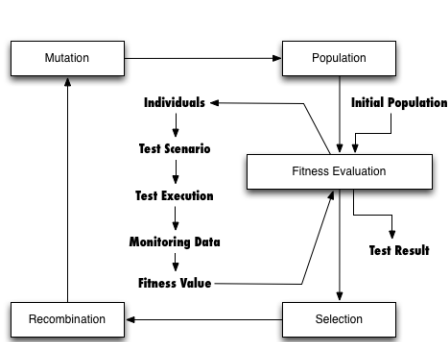 Mutation
Population
Individuals
Initial Population
Test Scenario
Fitness Evaluation
Test Execution
Monitoring Data
Test Result
Fitness Value
Recombination
Selection